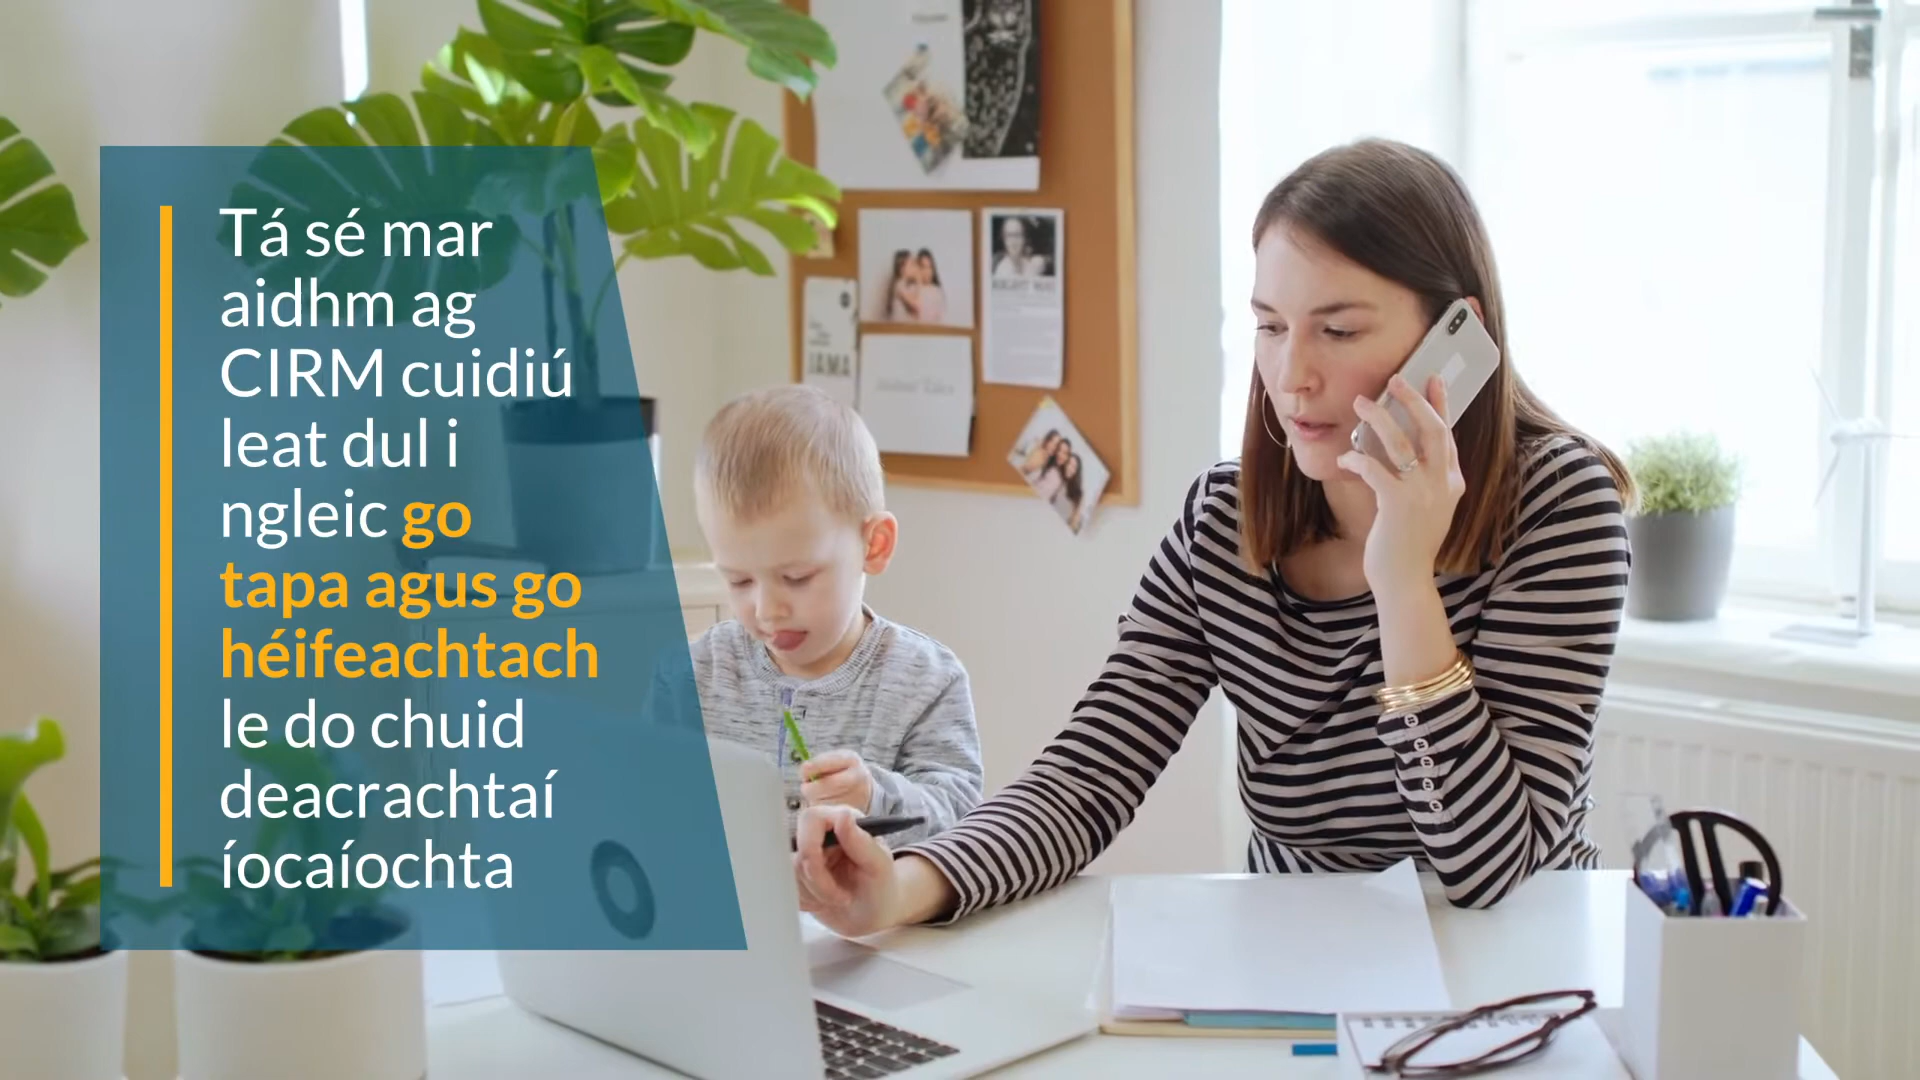 Tá sé mar
aidhm ag
CIRM cuidiú
leat dul i
ngleic go
tapa agus go
héifeachtach
le do chuid
deacrachtaí
íocaíochta